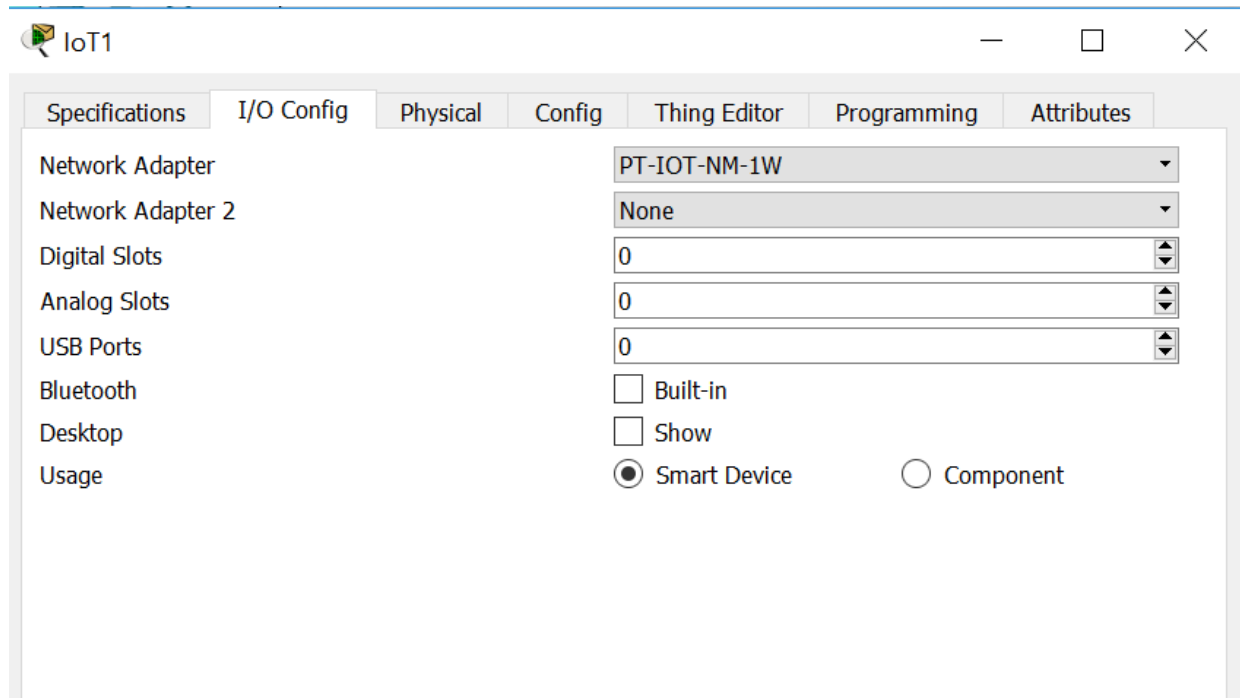 IoT1
Specifications I/O Config Physical Config Thing Editor Programming Attributes
Network Adapter PT-IOT-NM-1W
Network Adapter 2 None
Digital Slots 0
Analog Slots 0
USB Ports 0
Bluetooth Built-in
Desktop Show
Usage Smart Device Component